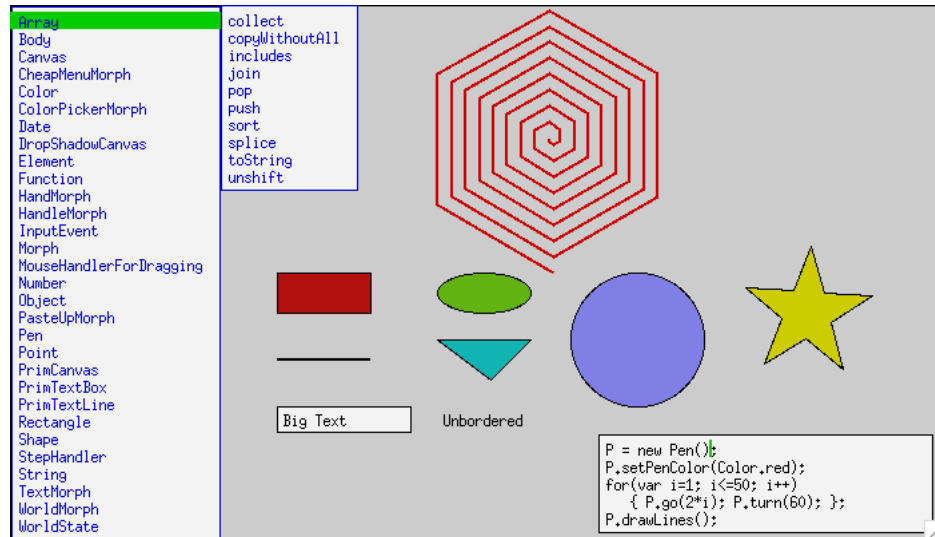 Array
Body
Canvas
CheapMenuMorph
Color
ColorPickerMorph
Date
DropShadowCanvas
Element
Function
HandMorph
HandleMorph
InputEvent
Morph
MouseHandlerForDragging
Number
Object
PasteUpMorph
Pen
Point
PrimCanvas
PrimTextBox
PrimTextLine
Rectangle
Shape
StepHandler
String
TextMorph
WorldMorph
WorldState
collect
copyWithoutAll
includes
join
pop
push
sort
splice
toString
unshift
Big Text
Unbordered
P = new Pen();
P.setPenColor(Color.red);
for(var i=1; i<=50; i++)
{ P.go(2*i); P.turn(60); };
P.drawLines();